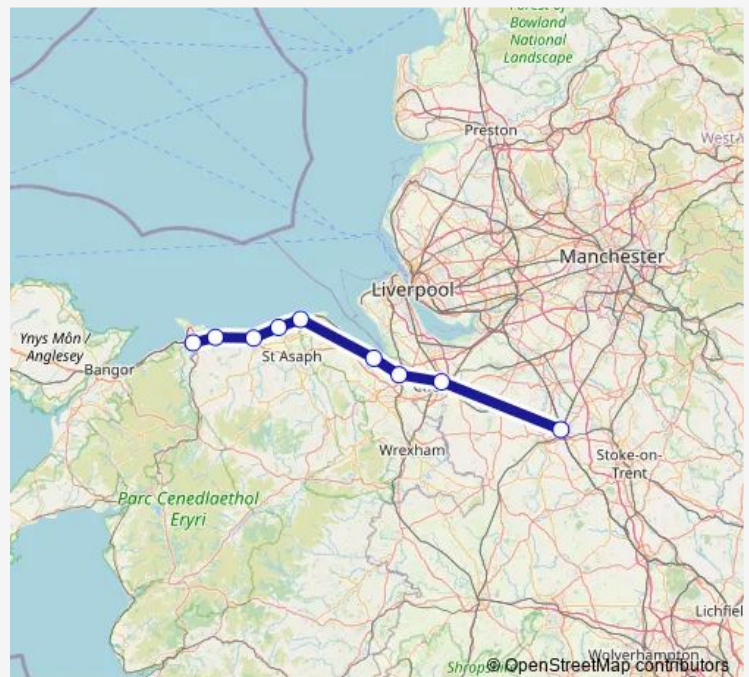 Forest of
Bowland
National
Landscape
Preston
West Y
Manchester
Liverpool
Ynys Môn /
Anglesey
Bangor
St Asaph
Wrexham
Stoke-on-
Trent
Parc Cenedlaethol
Eryri
Lichfiel
Wolverhampton
Shropshire
© OpenStreetMap contributors